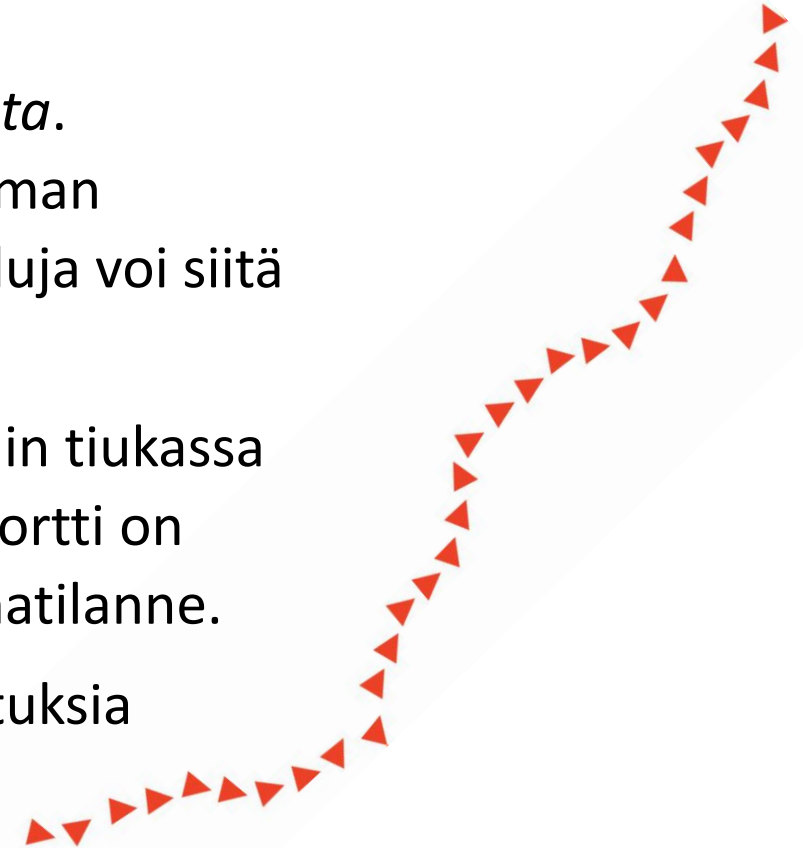 ta.
man
luja voi siitä
in tiukassa
ortti on
atilanne.
tuksia